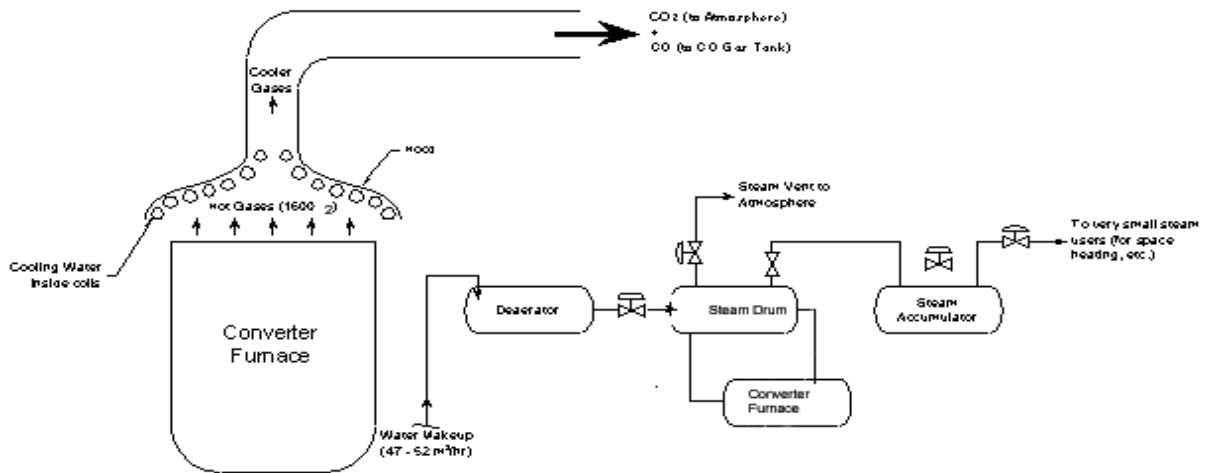 CO2 (to Atmosphere)
+
CO (to CO Gas Tank)
Cooler
Gases
Hood
Hot Gases (1600 2)
Cooling Water
Inside coils
Converter
Furnace
Water Makeup
(47 - 52 m³/hr)
Deaerator
Steam Vent to
Atmosphere
Steam Drum
Converter
Furnace
Steam
Accumulator
To very small steam
users (for space
heating, etc.)